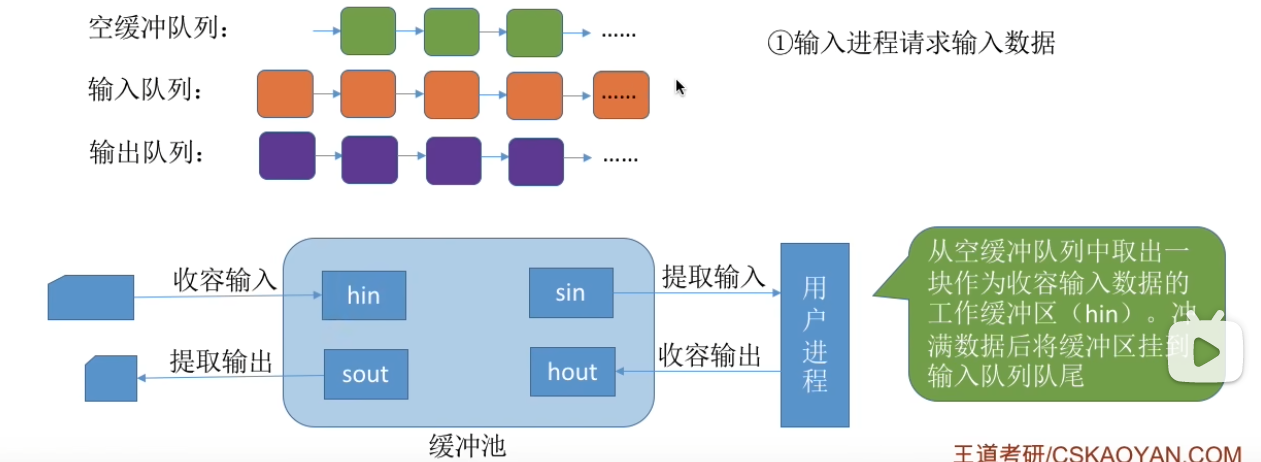 空缓冲队列：
……
①输入进程请求输入数据
输入队列：
……
输出队列：
……
收容输入
hin
sin
提取输入
提取输出
sout
hout
收容输出
用户进程
缓冲池
从空缓冲队列中取出一
块作为收容输入数据的
工作缓冲区（hin）。冲
满数据后将缓冲区挂到
输入队列队尾
王道考研/CSKAOYAN.COM